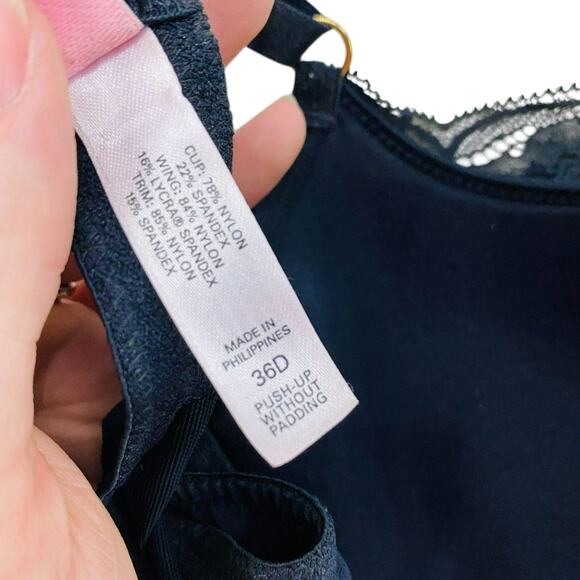 CUP: 78% NYLON
22% SPANDEX
WING: 84% NYLON
16% LYCRA® SPANDEX
TRIM: 85% NYLON
15% SPANDEX
MADE IN
PHILIPPINES
36D
PUSH-UP
WITHOUT
PADDING